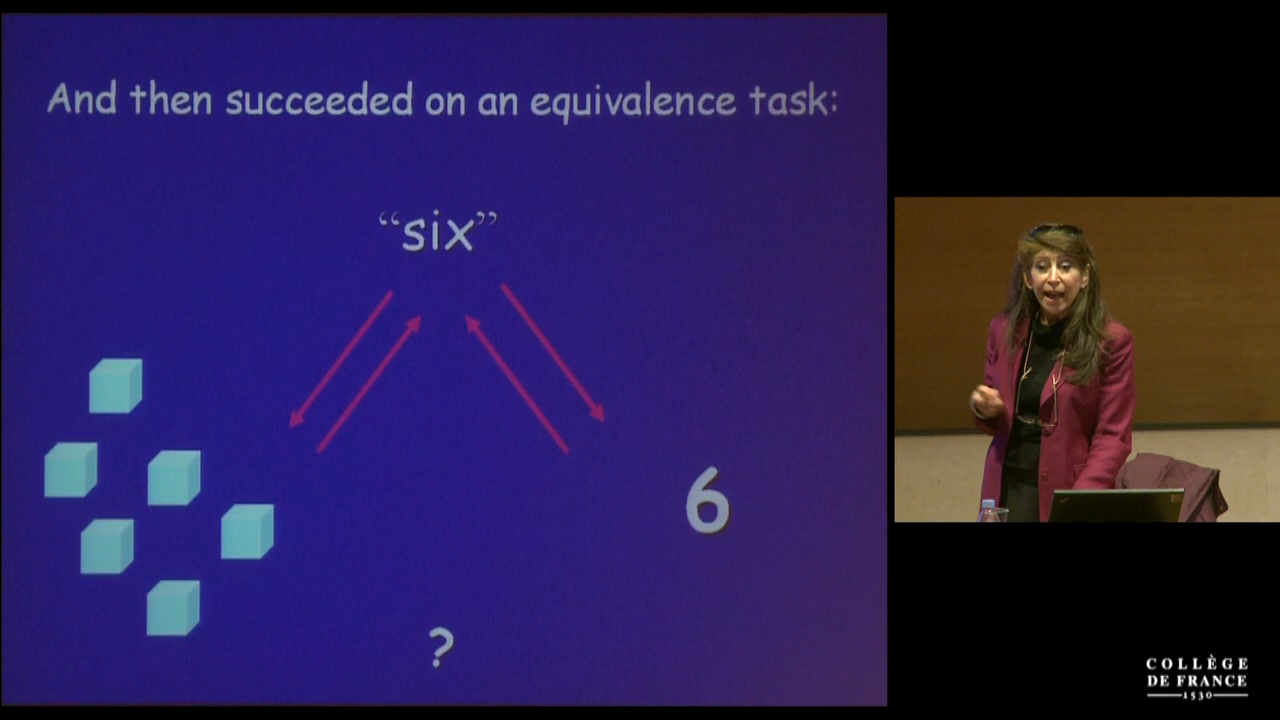 And then succeeded on an equivalence task:
“six”
6
?
COLLÈGE
DE FRANCE
1530